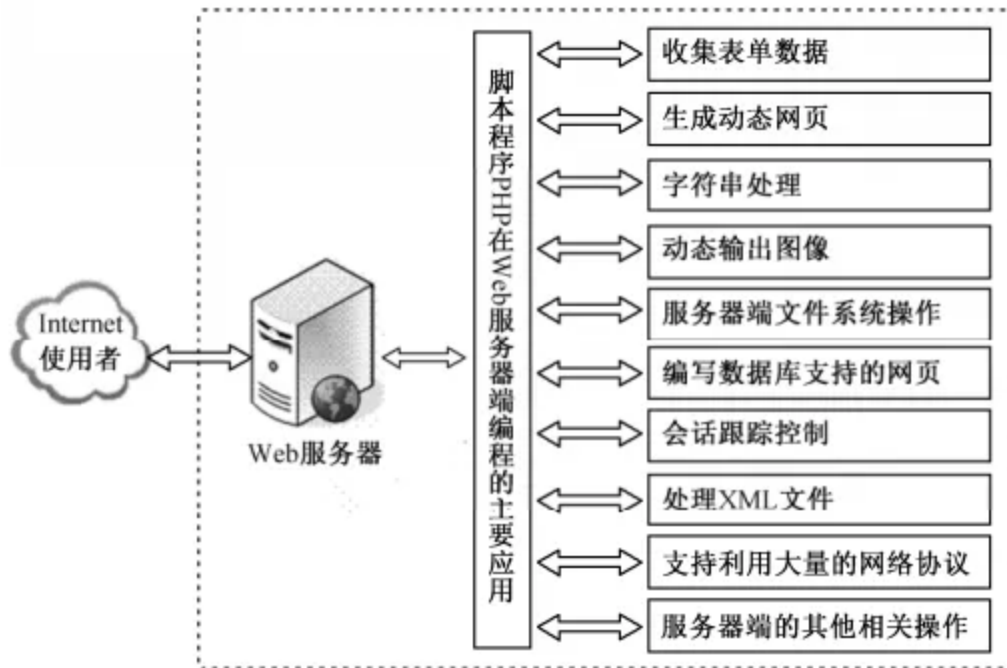 Internet
使用者
Web服务器
脚本程序PHP在Web服务器端编程的主要应用
收集表单数据
生成动态网页
字符串处理
动态输出图像
服务器端文件系统操作
编写数据库支持的网页
会话跟踪控制
处理XML文件
支持利用大量的网络协议
服务器端的其他相关操作